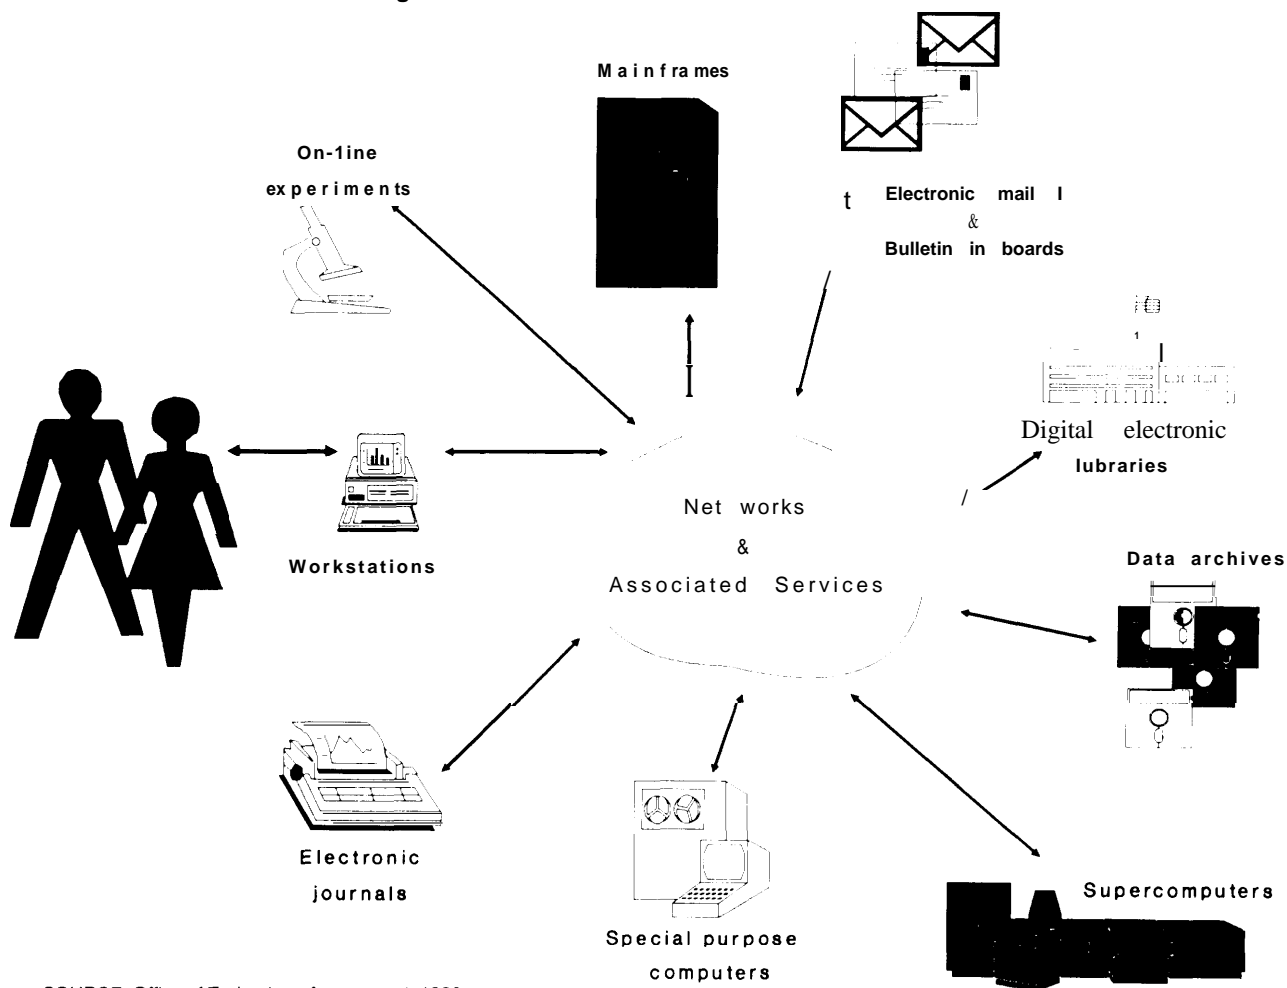 Mainframes
On-1ine
experiments
t Electronic mail I
&
Bulletin in boards
1
Digital electronic
lubraries
Net works
&
Associated Services
Data archives
Workstations
Electronic
journals
Special purpose
computers
Supercomputers